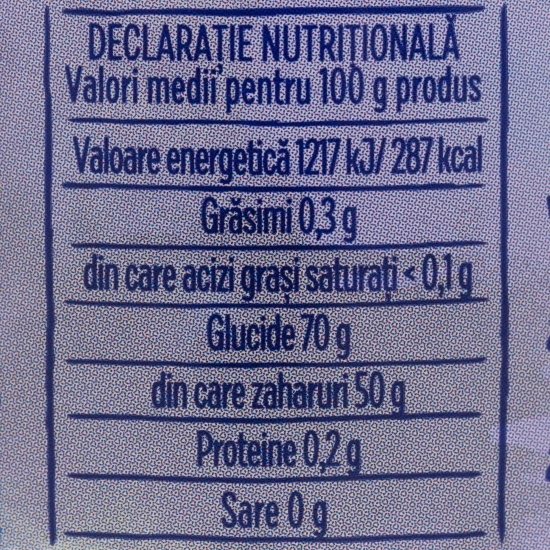 DECLARAȚIE NUTRIȚIONALĂ
Valori medii pentru 100 g produs
Valoare energetică 1217 kJ/ 287 kcal
Grăsimi 0,3 g
din care acizi grași saturați < 0,1 g
Glucide 70 g
din care zaharuri 50 g
Proteine 0,2 g
Sare 0 g